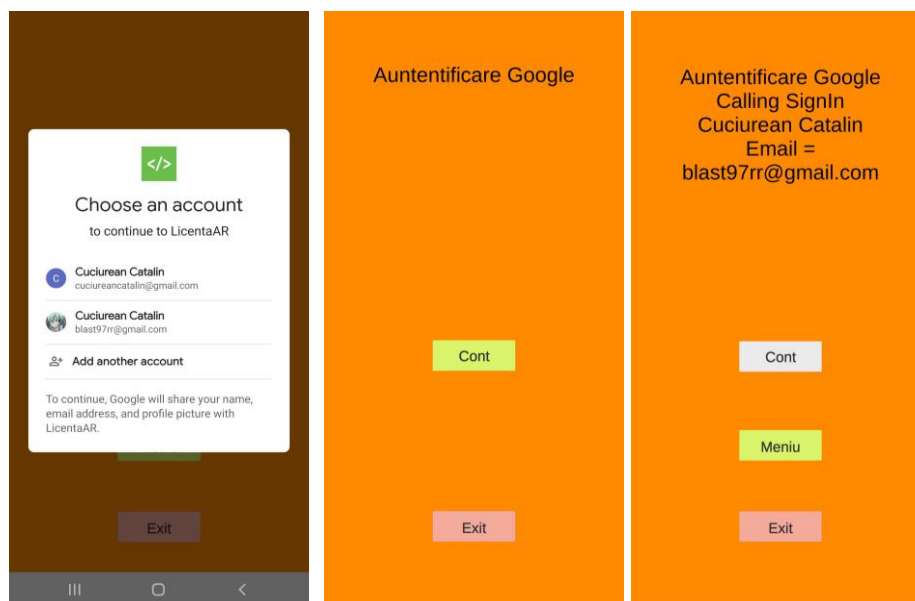 </>
Choose an account
to continue to LicentaAR
C
Cuciurean Catalin
cuciureancatalin@gmail.com
Cuciurean Catalin
blast97rr@gmail.com
Add another account
To continue, Google will share your name,
email address, and profile picture with
LicentaAR.
Exit
Auntentificare Google
Cont
Exit
Auntentificare Google
Calling SignIn
Cuciurean Catalin
Email =
blast97rr@gmail.com
Cont
Meniu
Exit